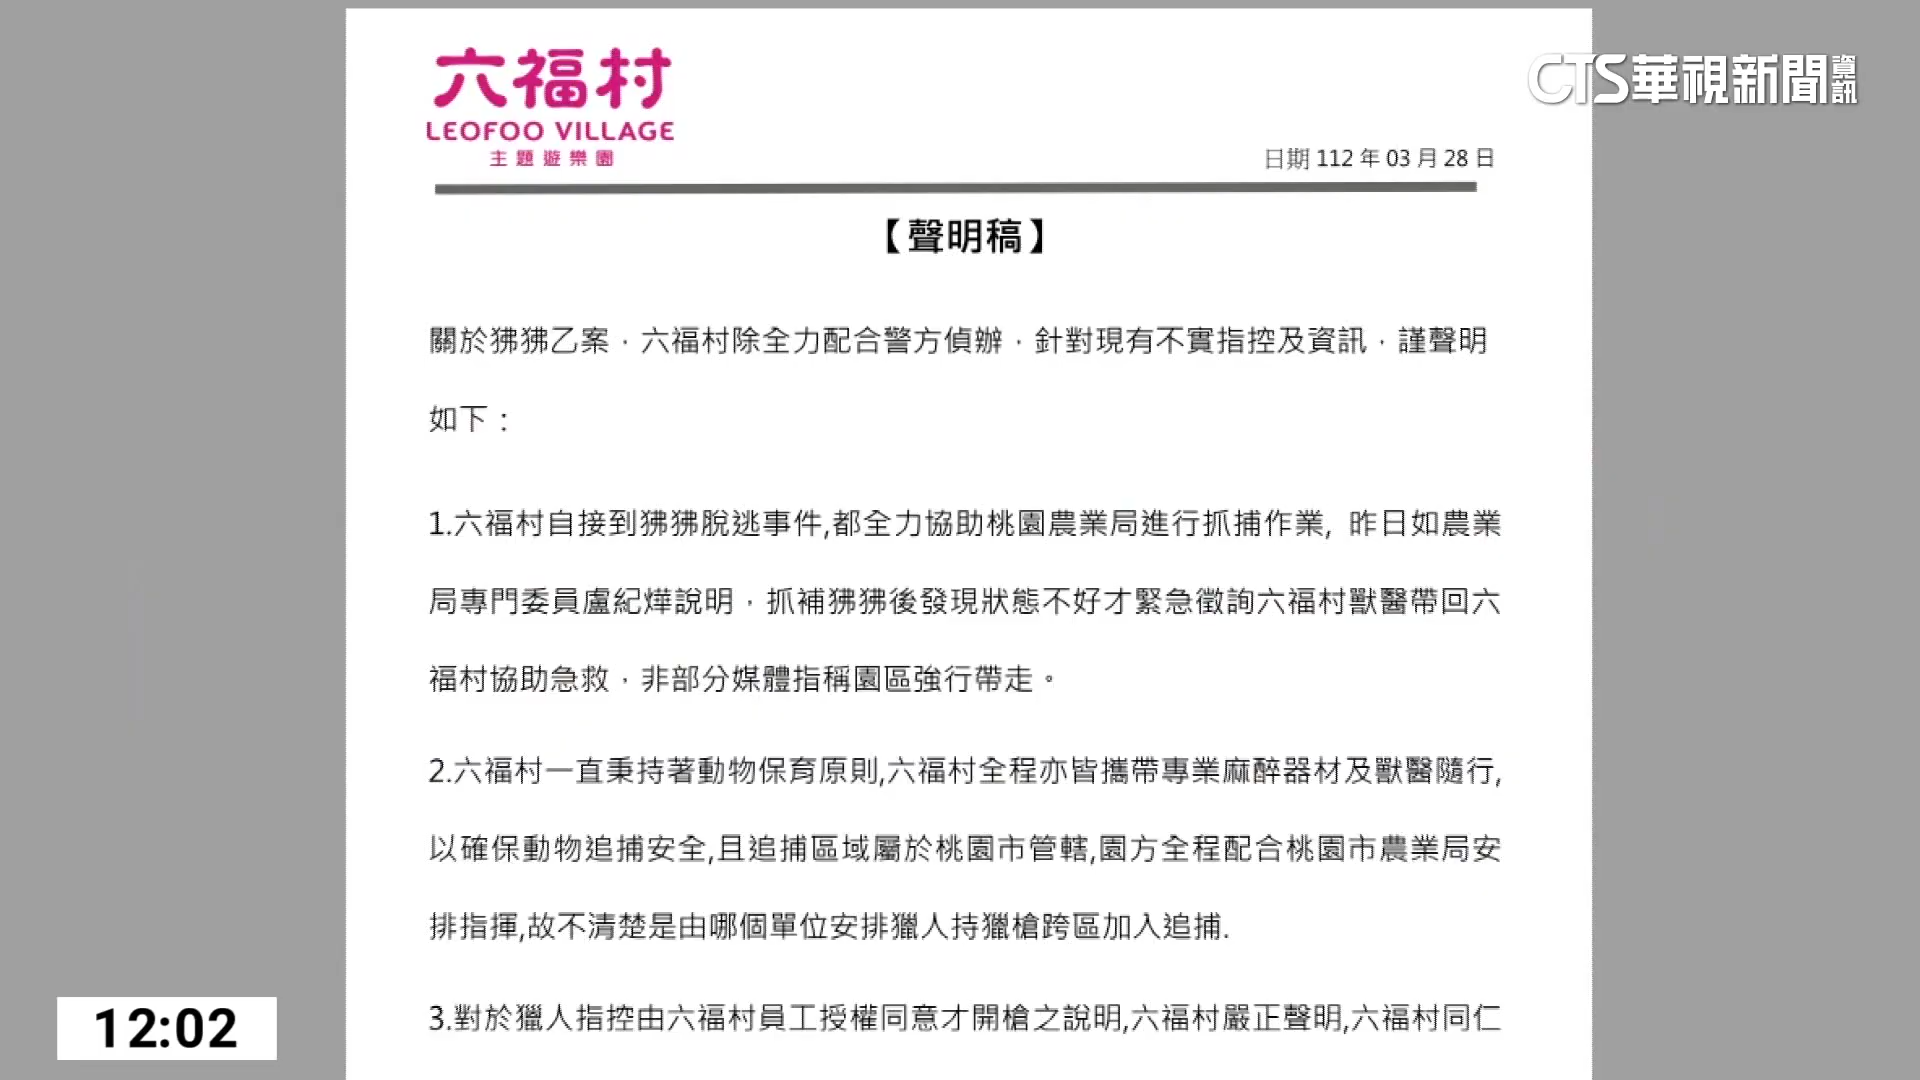 六福村
LEOFOO VILLAGE
主題遊樂園
CTS華視新聞資訊
日期 112 年 03 月 28 日
【聲明稿】
關於狒狒乙案，六福村除全力配合警方偵辦，針對現有不實指控及資訊，謹聲明
如下：
1.六福村自接到狒狒脫逃事件,都全力協助桃園農業局進行抓捕作業, 昨日如農業
局專門委員盧紀燁說明，抓補狒狒後發現狀態不好才緊急徵詢六福村獸醫帶回六
福村協助急救，非部分媒體指稱園區強行帶走。
2.六福村一直秉持著動物保育原則,六福村全程亦皆攜帶專業麻醉器材及獸醫隨行,
以確保動物追捕安全,且追捕區域屬於桃園市管轄,園方全程配合桃園市農業局安
排指揮,故不清楚是由哪個單位安排獵人持獵槍跨區加入追捕.
3.對於獵人指控由六福村員工授權同意才開槍之說明,六福村嚴正聲明,六福村同仁
12:02